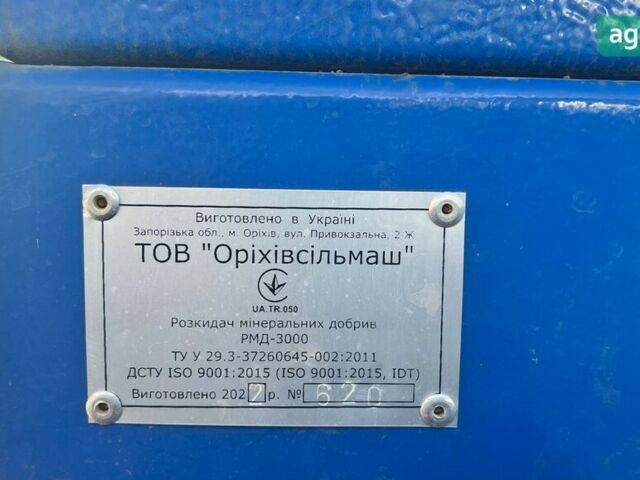 ag
Виготовлено в Україні
Запорізька обл., м. Оріхів, вул. Привокзальна, 2 Ж
ТОВ "Оріхівсільмаш"
UA.TR.050
Розкидач мінеральних добрив
РМД-3000
ТУ У 29.3-37260645-002:2011
ДСТУ ISO 9001:2015 (ISO 9001:2015, IDT)
Виготовлено 2022р. № 620